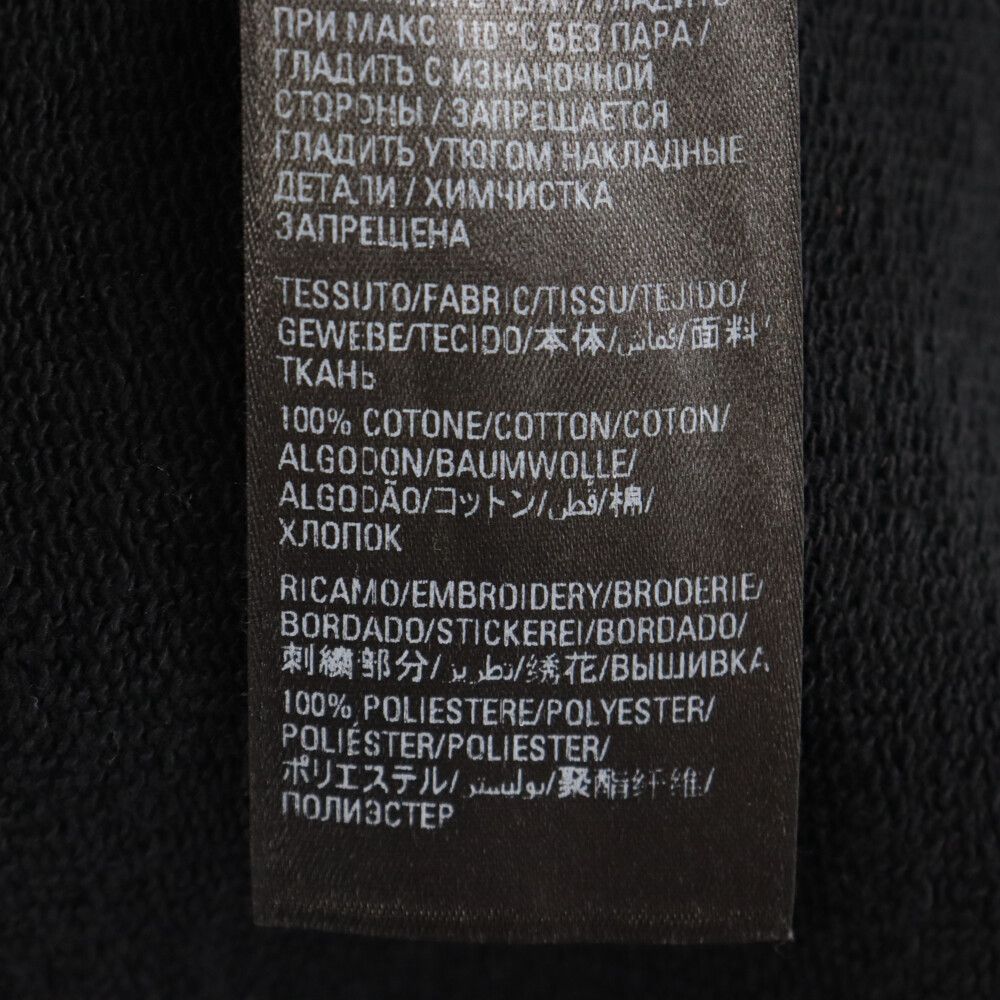 ПРИ МАКС 110°C БЕЗ ПАРА /
ГЛАДИТЬ С ИЗНАНОЧНОЙ
СТОРОНЫ / ЗАПРЕЩАЕТСЯ
ГЛАДИТЬ УТЮГОМ НАКЛАДНЫЕ
ДЕТАЛИ / ХИМЧИСТКА
ЗАПРЕЩЕНА
TESSUTO/FABRIC/TISSU/TEJIDO/
GEWEBE/TECIDO/本体/قماش/面料/
ТКАНЬ
100% COTONE/COTTON/COTON/
ALGODON/BAUMWOLLE/
ALGODÃO/コットン/قطن/棉/
ХЛОПОК
RICAMO/EMBROIDERY/BRODERIE/
BORDADO/STICKEREI/BORDADO/
刺繍部分/تطريز/绣花/ВЫШИВКА
100% POLIESTERE/POLYESTER/
POLIÉSTER/POLIESTER/
ポリエステル/بوليستر/聚酯纤维/
ПОЛИЭСТЕР